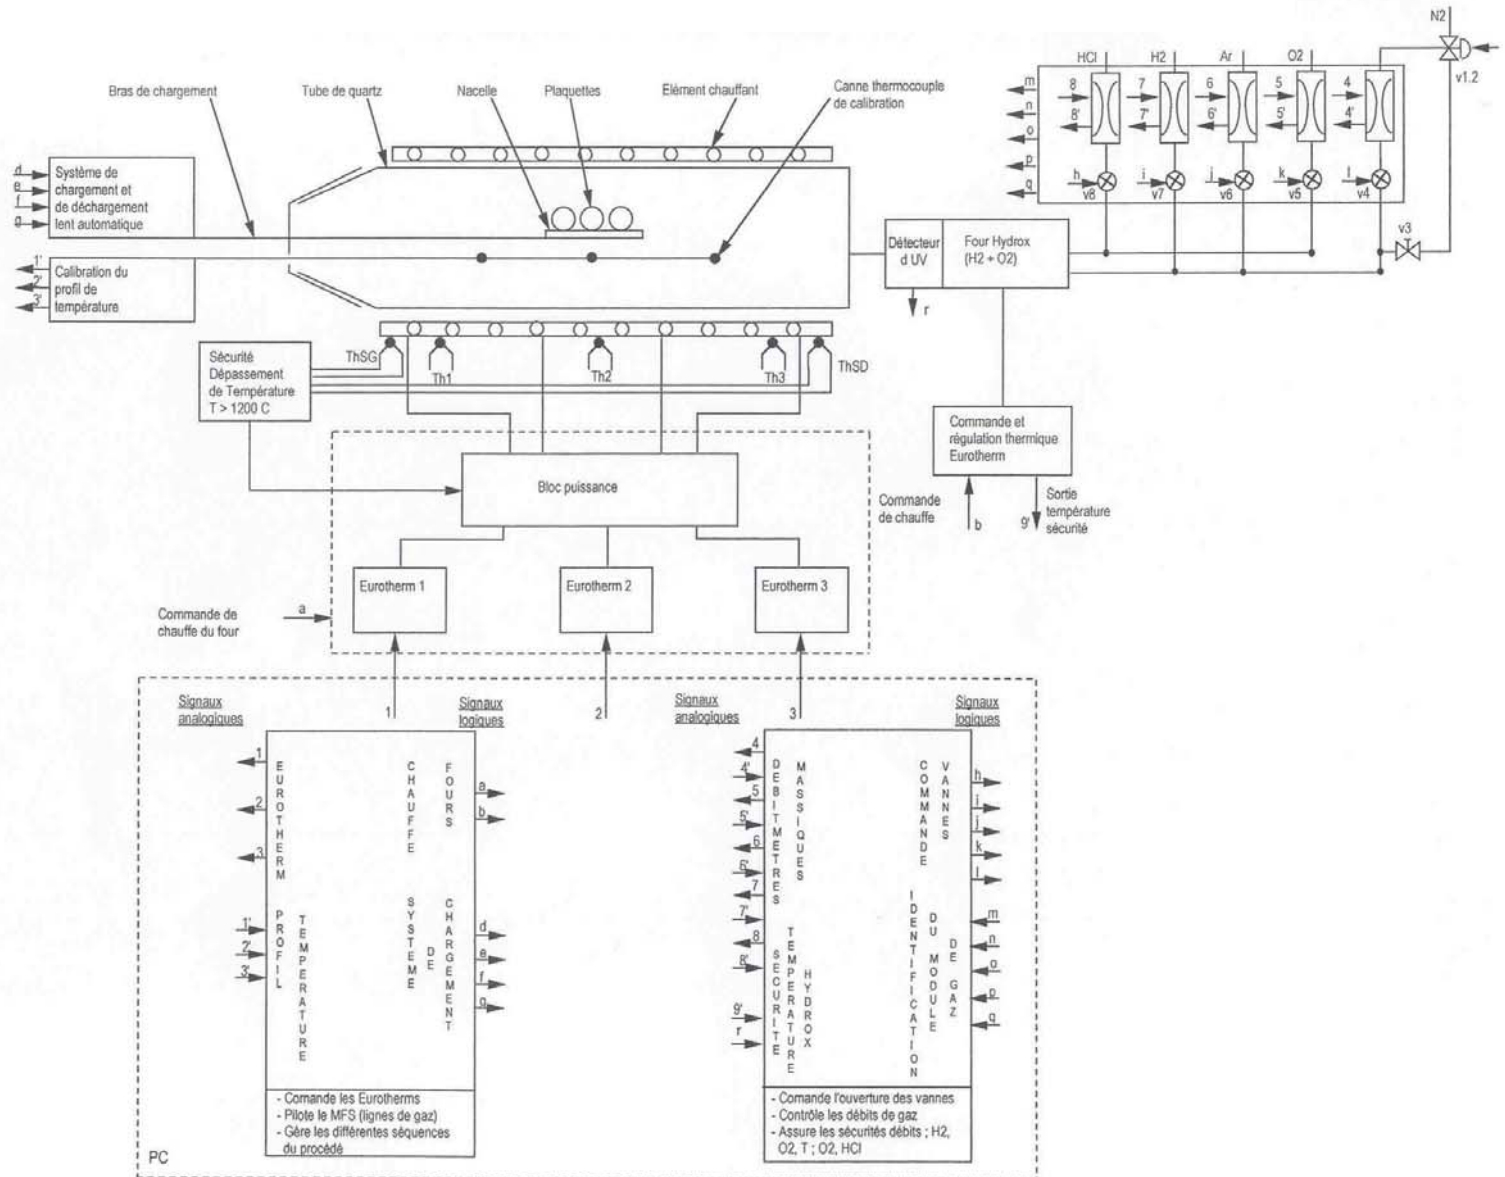 N2
v1.2
HCl
H2
Ar
O2
m
n
o
p
q
8
8'
7
7'
6
6'
5
5'
4
4'
h
v8
i
v7
j
v6
k
v5
l
v4
v3
Bras de chargement
Tube de quartz
Nacelle
Plaquettes
Elément chauffant
Canne thermocouple
de calibration
d
e
f
g
Système de
chargement et
de déchargement
lent automatique
1'
2'
3'
Calibration du
profil de
température
Détecteur
d UV
Four Hydrox
(H2 + O2)
r
Sécurité
Dépassement
de Température
T > 1200 C
ThSG
Th1
Th2
Th3
ThSD
Commande et
régulation thermique
Eurotherm
Commande
de chauffe
b
9'
Sortie
température
sécurité
Bloc puissance
Eurotherm 1
Eurotherm 2
Eurotherm 3
Commande de
chauffe du four
a
1
2
3
Signaux
analogiques
Signaux
logiques
Signaux
analogiques
Signaux
logiques
1
2
3
1'
2'
3'
EUROTHERM
PROFIL
TEMPERATURE
CHAUFFE
FOURS
SYSTEME
DE
CHARGEMENT
a
b
d
e
f
g
- Comande les Eurotherms
- Pilote le MFS (lignes de gaz)
- Gère les différentes séquences
du procédé
4
4'
5
5'
6
6'
7
7'
8
8'
9'
r
DEBITMETRES
MASSIQUES
SECURITE
TEMPERATURE
HYDROX
COMMANDE
VANNES
IDENTIFICATION
DU MODULE
DE GAZ
h
i
j
k
l
m
n
o
p
q
- Comande l'ouverture des vannes
- Contrôle les débits de gaz
- Assure les sécurités débits ; H2,
O2, T ; O2, HCl
PC